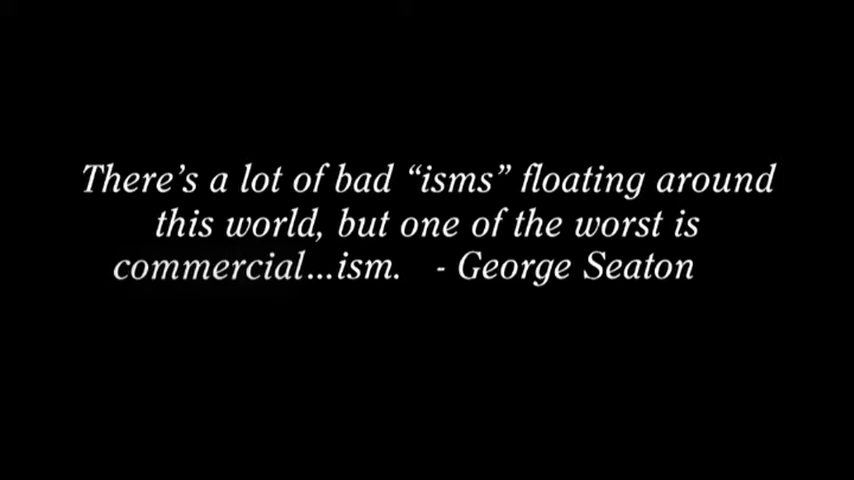 There’s a lot of bad “isms” floating around
this world, but one of the worst is
commercial...ism. - George Seaton